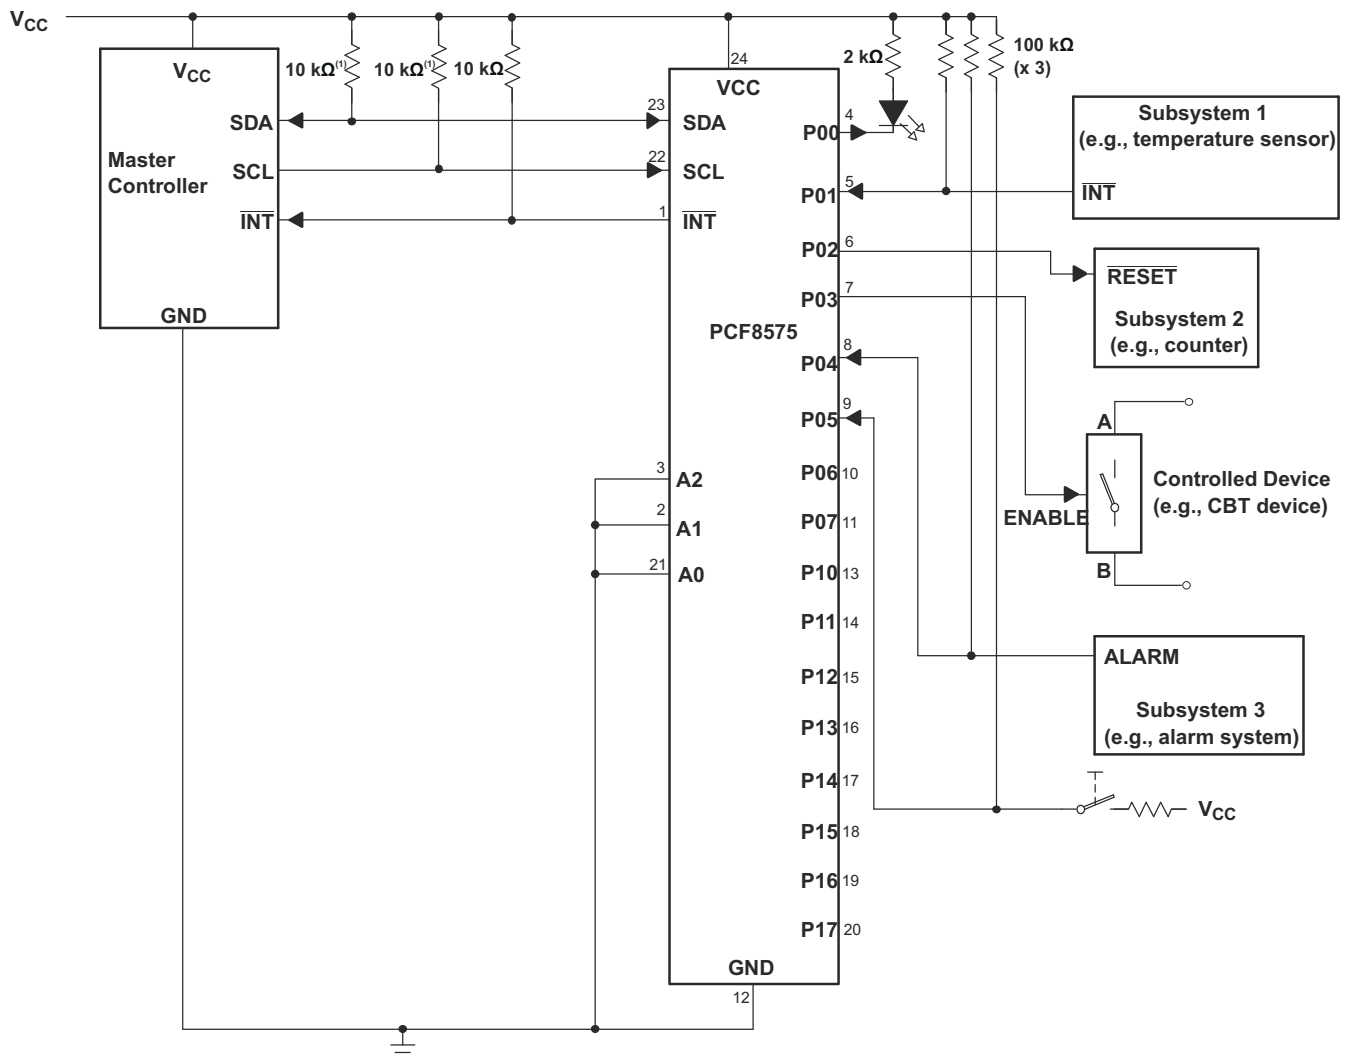 VCC
VCC
10 kΩ(1)
10 kΩ(1)
10 kΩ
24
VCC
2 kΩ
100 kΩ
(x 3)
SDA
23
SDA
4
P00
Subsystem 1
(e.g., temperature sensor)
Master
Controller
SCL
22
SCL
5
P01
INT
INT
1
INT
6
P02
RESET
7
P03
GND
PCF8575
Subsystem 2
(e.g., counter)
8
P04
9
P05
A
3
A2
P06
10
Controlled Device
(e.g., CBT device)
2
A1
P07
11
ENABLE
21
A0
P10
13
B
P11
14
ALARM
P12
15
Subsystem 3
(e.g., alarm system)
P13
16
P14
17
VCC
P15
18
P16
19
P17
20
GND
12